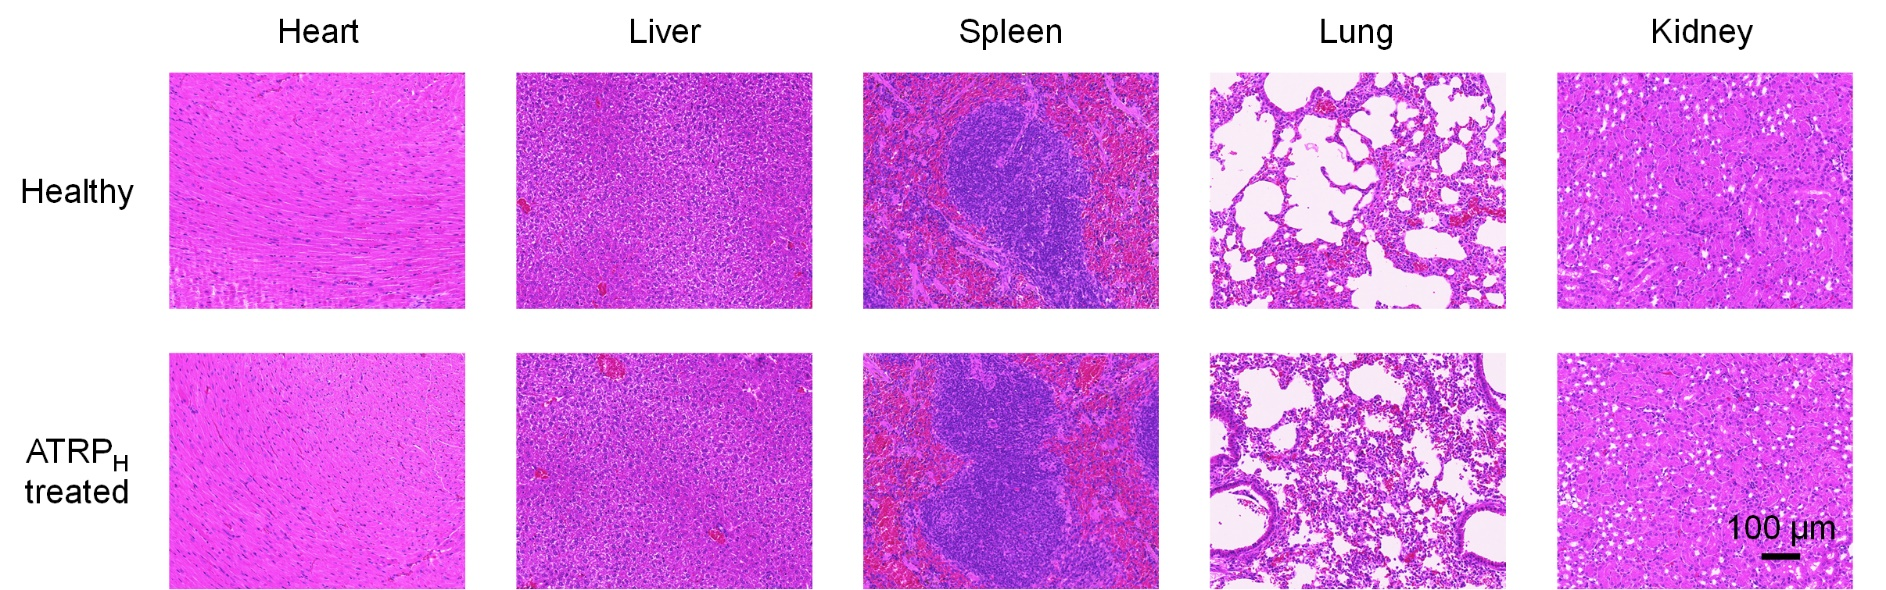 Heart Liver Spleen Lung Kidney
Healthy
ATRPH
treated
100 µm